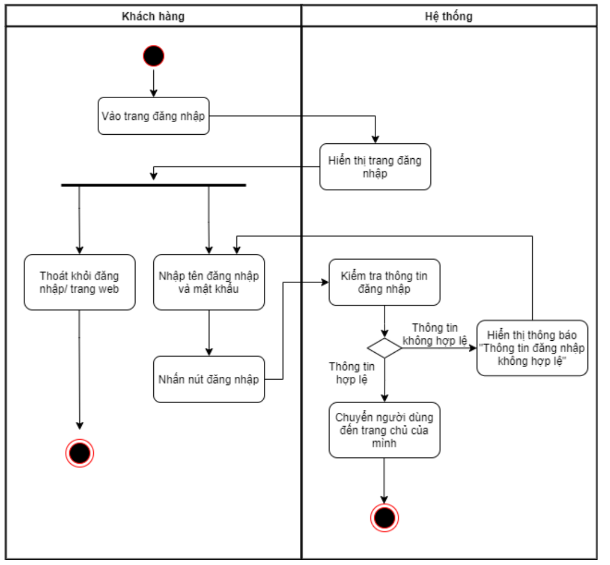 Khách hàng
Hệ thống
Vào trang đăng nhập
Hiển thị trang đăng
nhập
Thoát khỏi đăng
nhập/ trang web
Nhập tên đăng nhập
và mật khẩu
Kiểm tra thông tin
đăng nhập
Thông tin
không hợp lệ
Hiển thị thông báo
"Thông tin đăng nhập
không hợp lệ"
Thông tin
hợp lệ
Nhấn nút đăng nhập
Chuyển người dùng
đến trang chủ của
mình